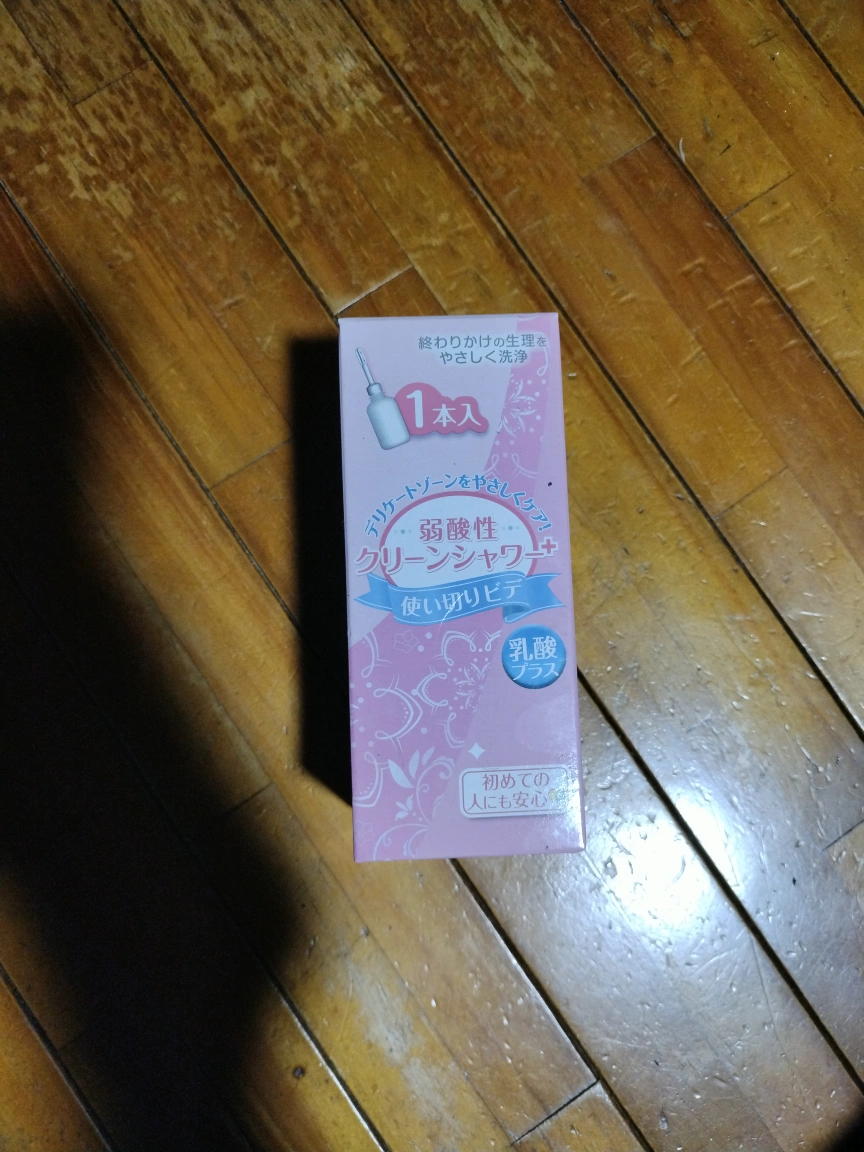 終わりかけの生理を
やさしく洗浄
1本入
デリケートゾーンをやさしくケア!
弱酸性
クリーンシャワー+
使い切りビデ
乳酸
プラス
初めての
人にも安心